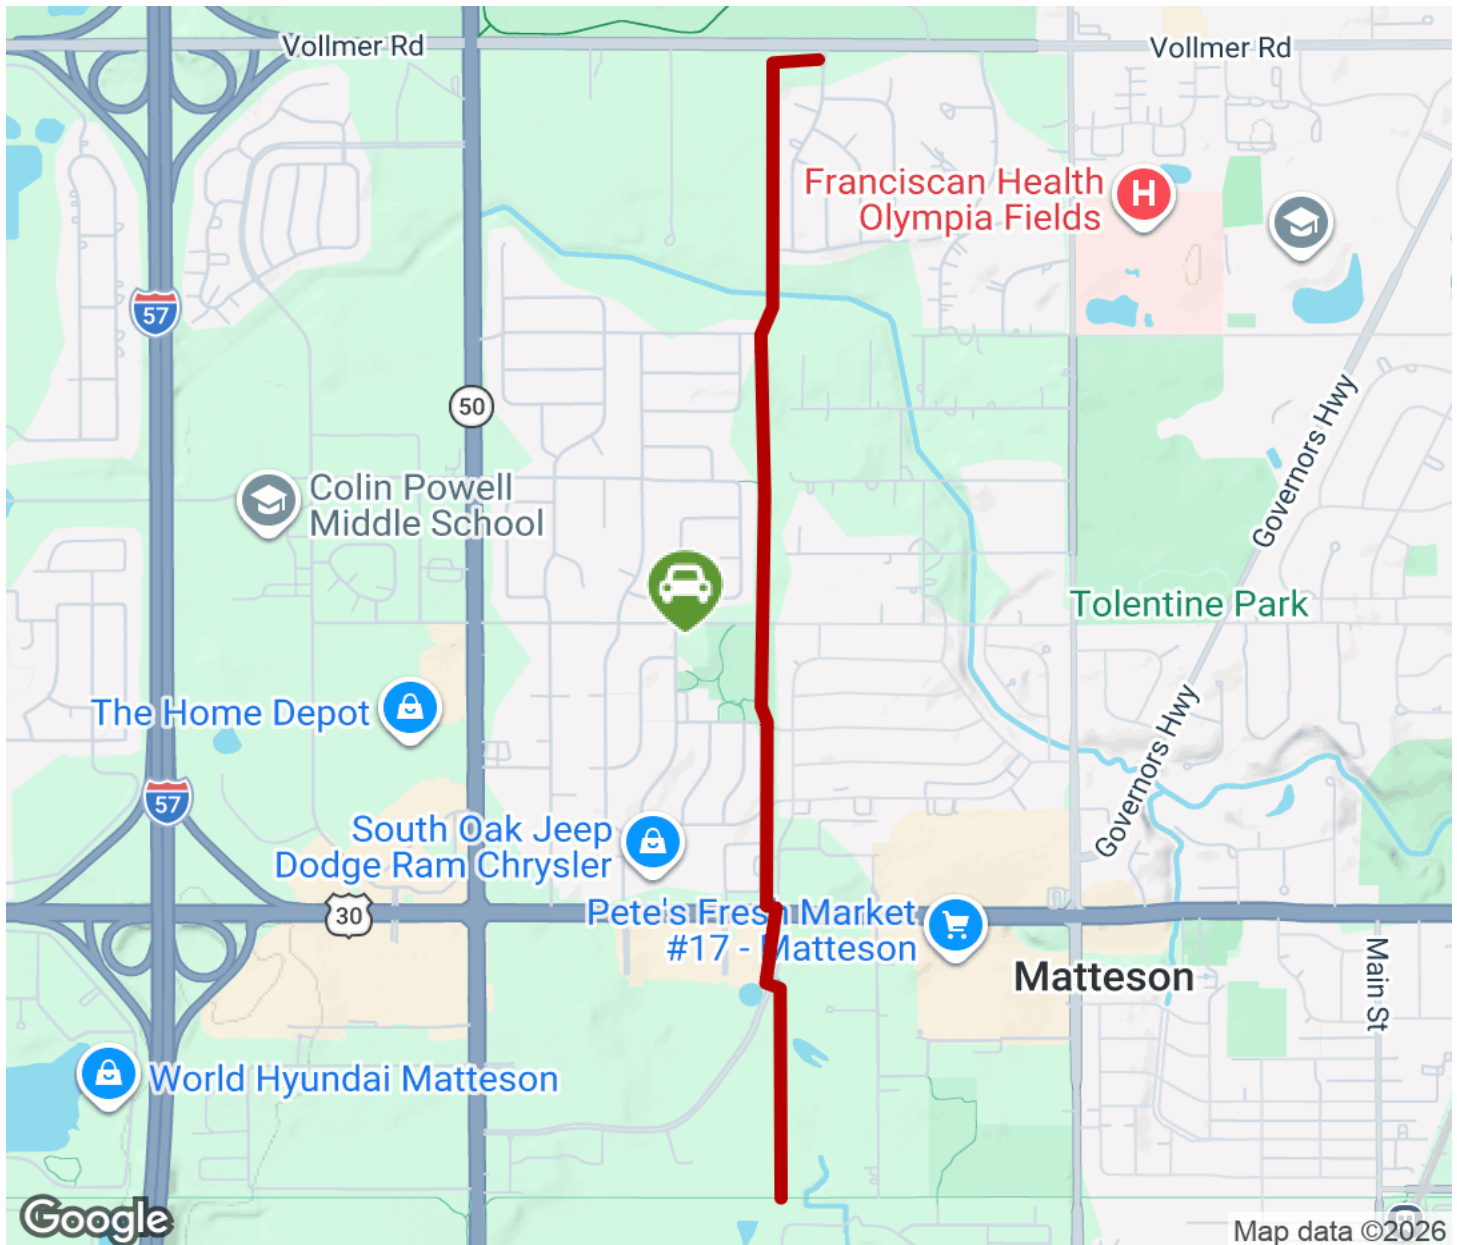 Vollmer Rd
Vollmer Rd
Franciscan Health
Olympia Fields
H
57
50
Governors Hwy
Colin Powell
Middle School
Tolentine Park
The Home Depot
Governors Hwy
57
South Oak Jeep
Dodge Ram Chrysler
30
Pete's Fresh Market
#17 - Matteson
Matteson
Main St
World Hyundai Matteson
Google
Map data ©2026